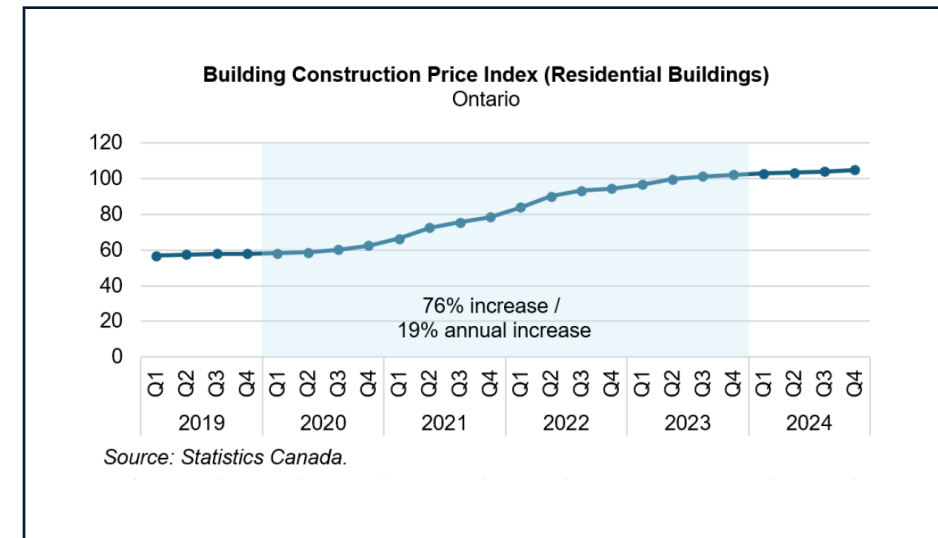 Building Construction Price Index (Residential Buildings)
Ontario
120
100
80
60
40
20
0
76% increase /
19% annual increase
Q1 Q2 Q3 Q4 Q1 Q2 Q3 Q4 Q1 Q2 Q3 Q4 Q1 Q2 Q3 Q4 Q1 Q2 Q3 Q4 Q1 Q2 Q3 Q4
2019 2020 2021 2022 2023 2024
Source: Statistics Canada.